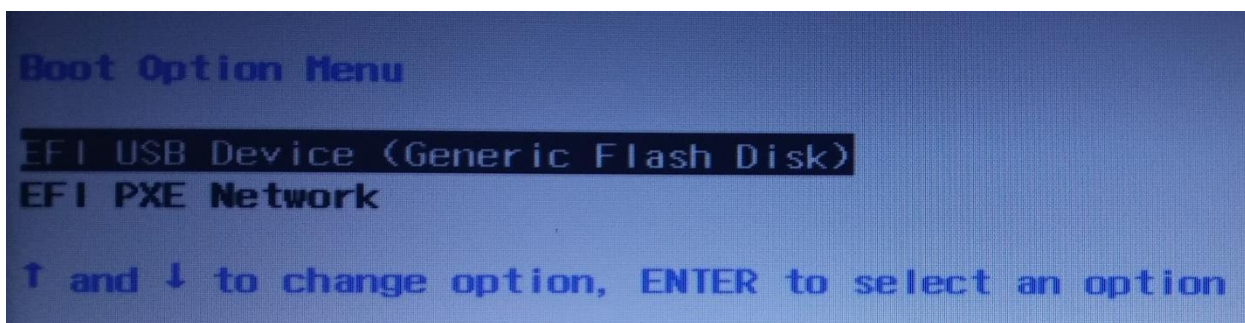 Boot Option Menu
EFI USB Device (Generic Flash Disk)
EFI PXE Network
↑ and ↓ to change option, ENTER to select an option